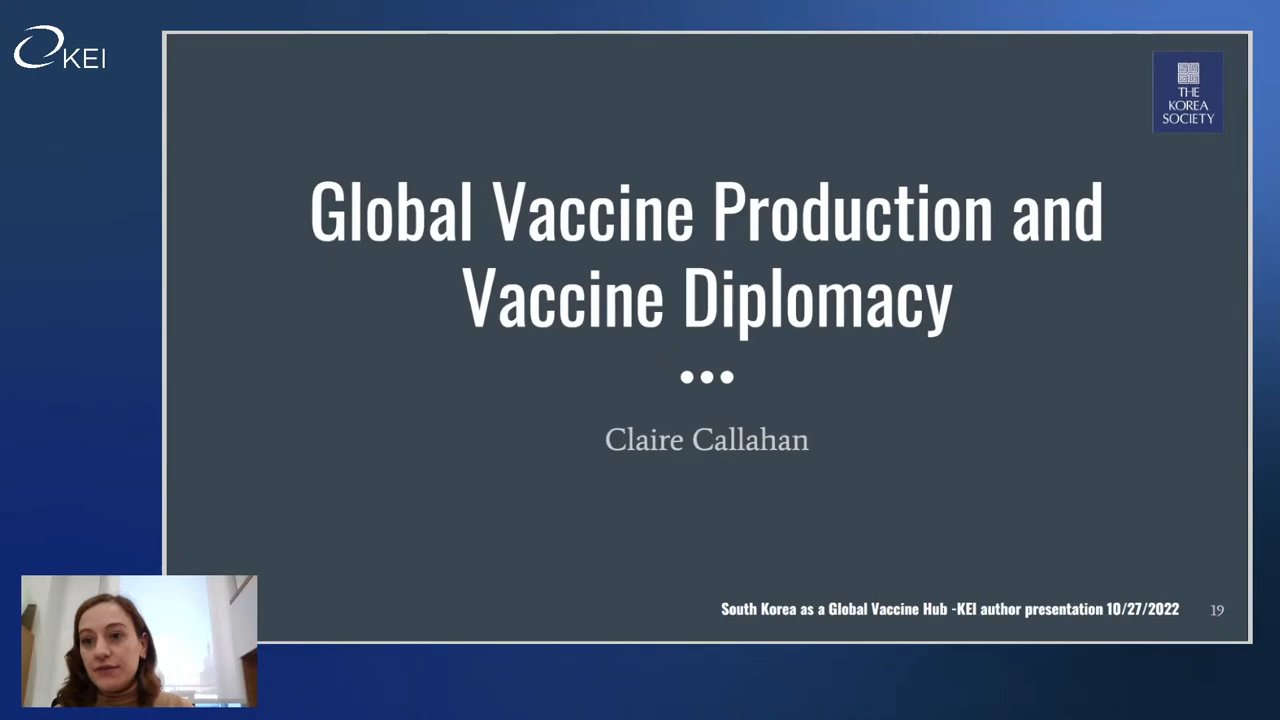 KEI
THE
KOREA
SOCIETY
Global Vaccine Production and
Vaccine Diplomacy
Claire Callahan
South Korea as a Global Vaccine Hub -KEI author presentation 10/27/2022
19